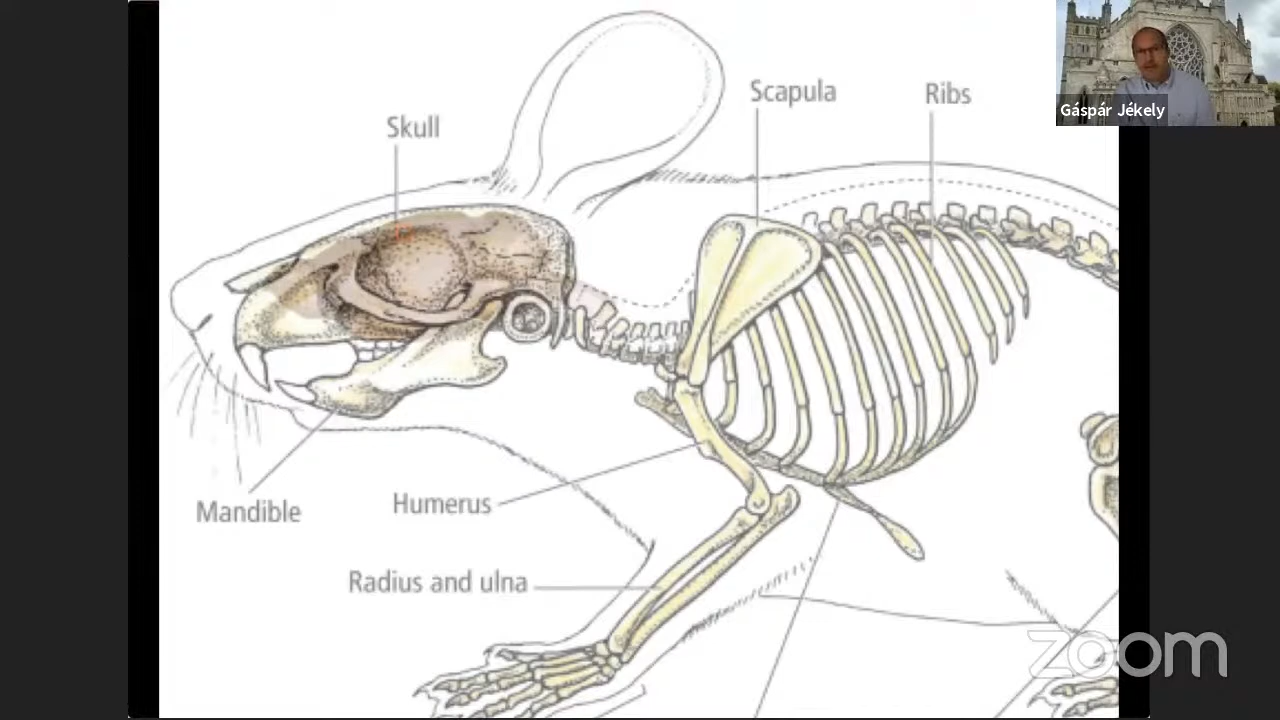 Scapula
Ribs
Gáspár Jékely
Skull
Mandible
Humerus
Radius and ulna
zoom